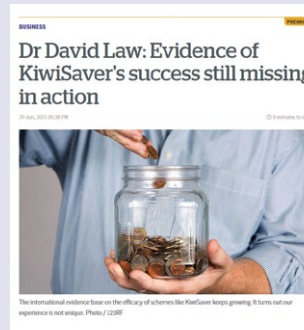 PREMI
BUSINESS
Dr David Law: Evidence of
KiwiSaver's success still missing
in action
The international evidence base on the efficacy of schemes like KiwiSaver keeps growing. It turns out our
experience is not unique. Photo / 123RF